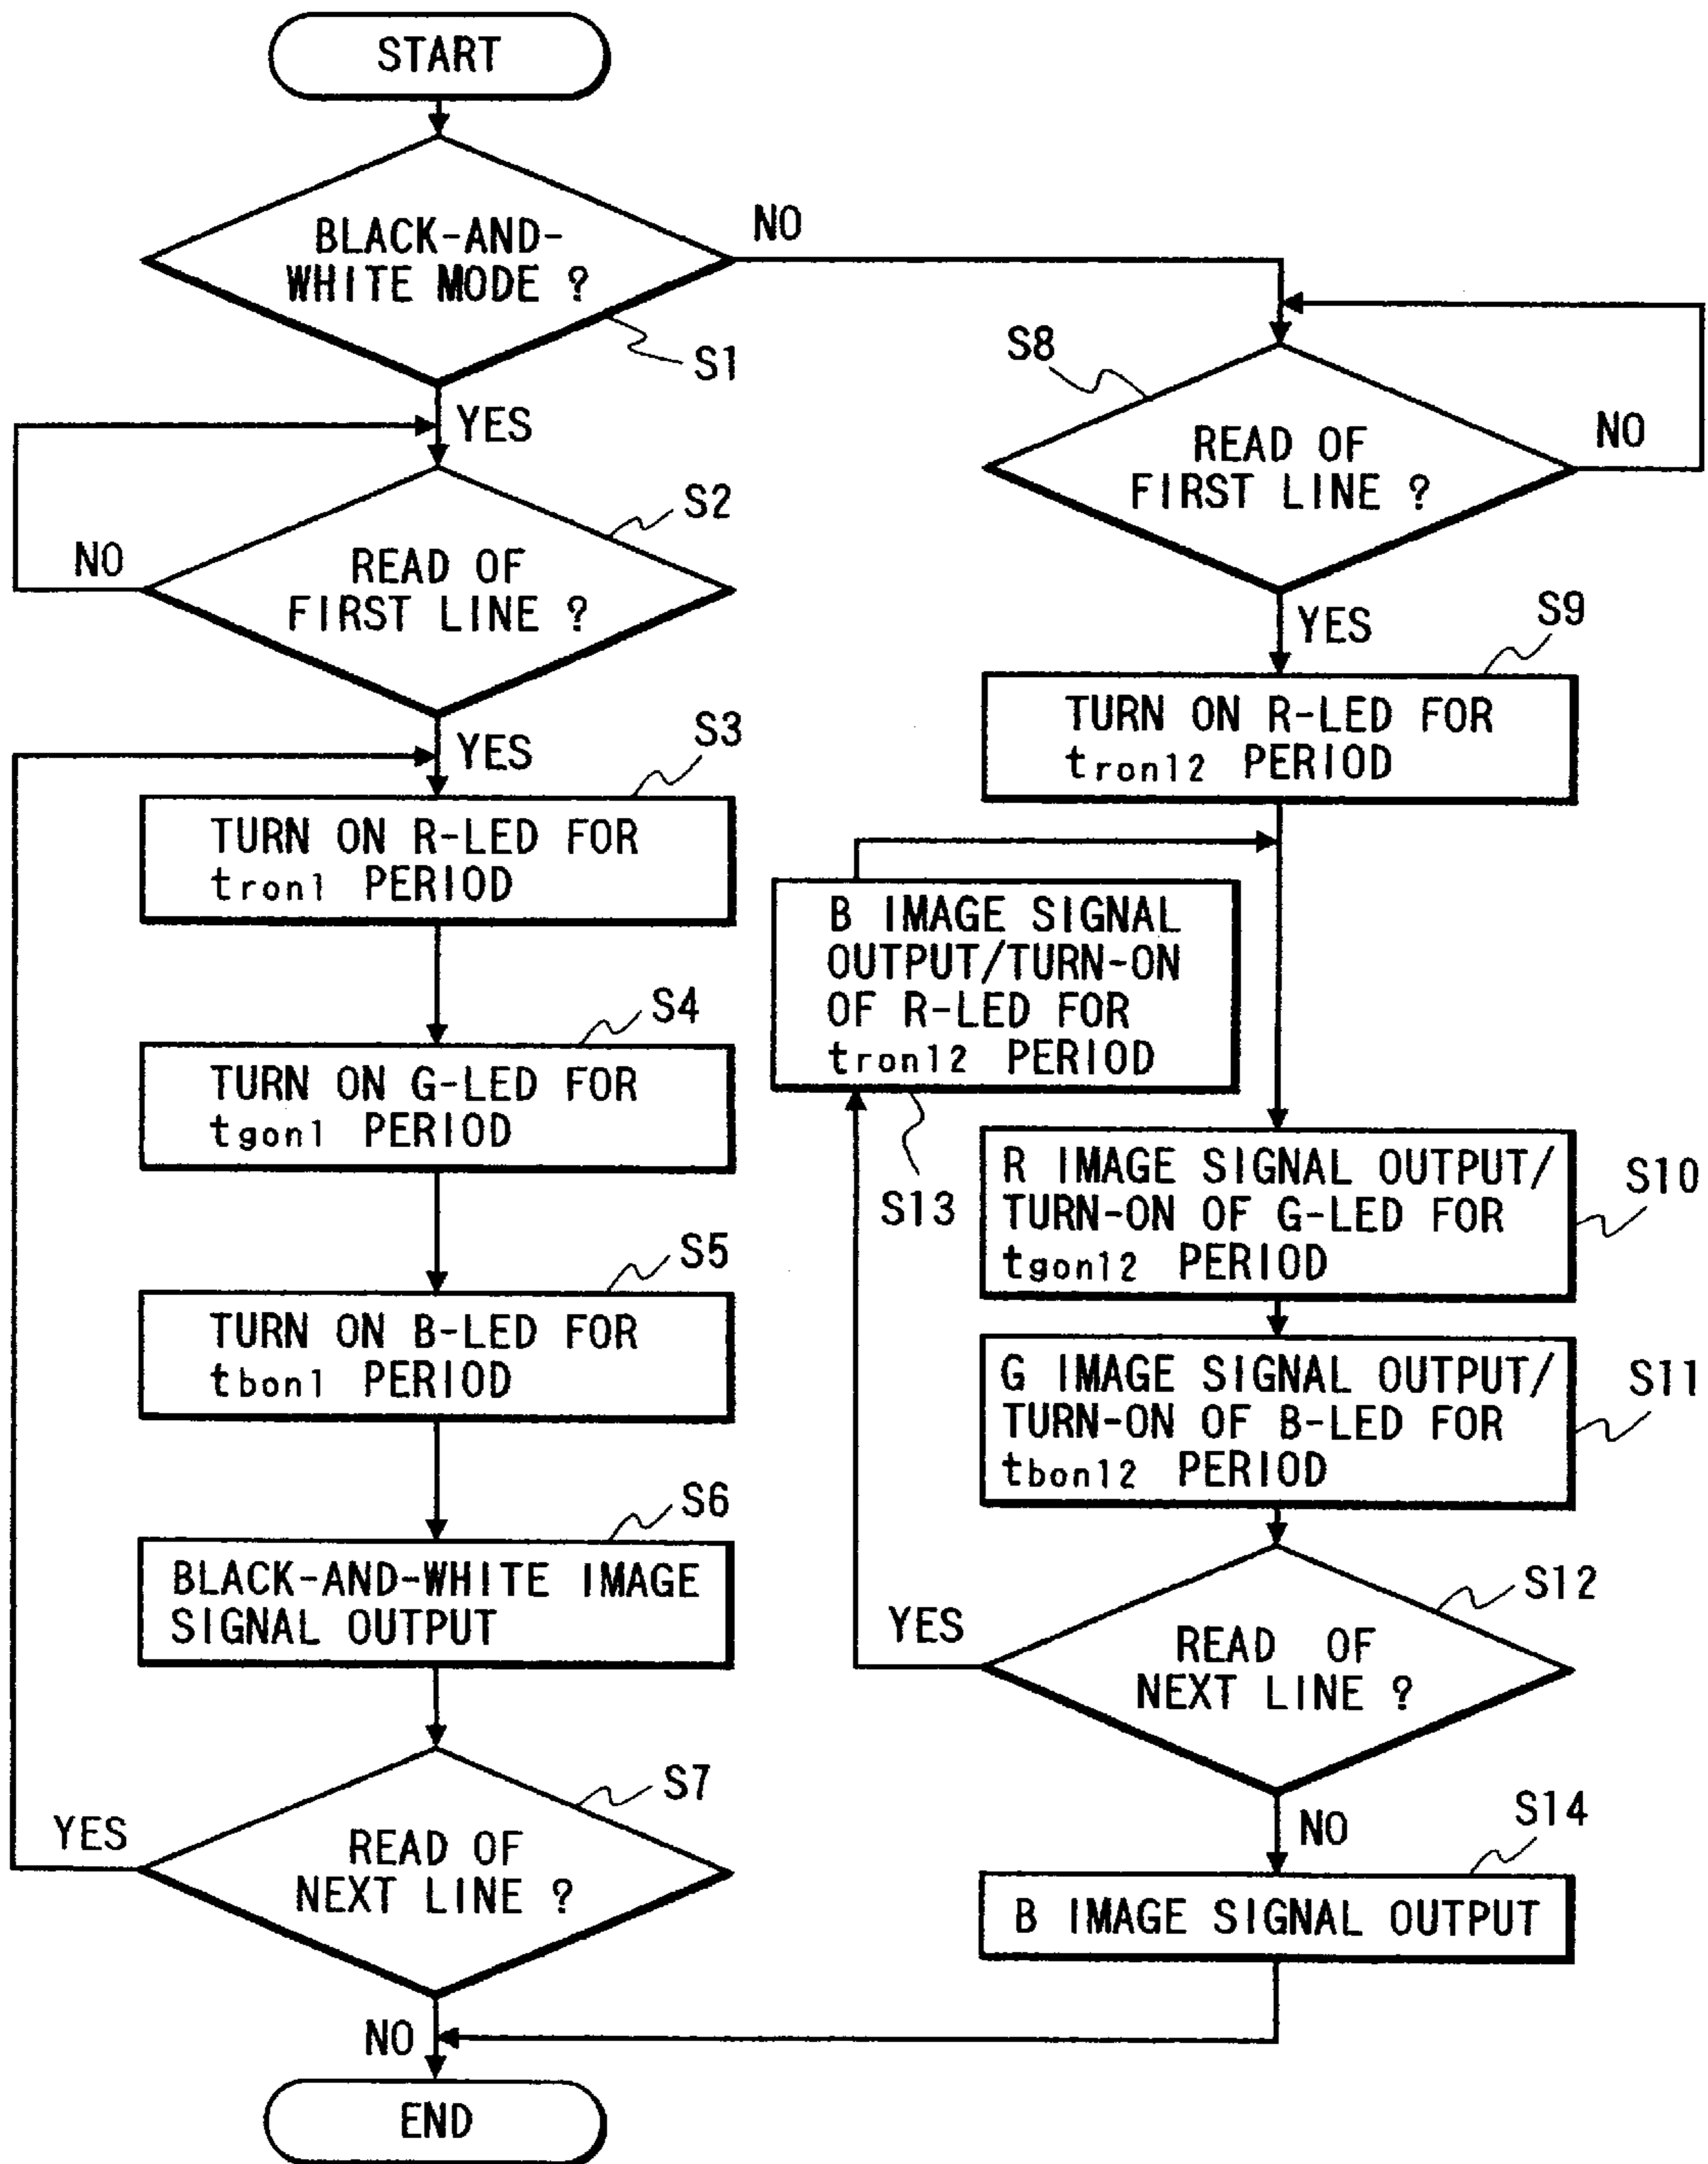 START
BLACK-AND-
WHITE MODE ?
NO
S1
YES
S2
READ OF
FIRST LINE ?
NO
YES
S3
TURN ON R-LED FOR
tron1 PERIOD
S4
TURN ON G-LED FOR
tgon1 PERIOD
S5
TURN ON B-LED FOR
tbon1 PERIOD
S6
BLACK-AND-WHITE IMAGE
SIGNAL OUTPUT
S7
READ OF
NEXT LINE ?
YES
NO
S8
READ OF
FIRST LINE ?
NO
YES
S9
TURN ON R-LED FOR
tron12 PERIOD
B IMAGE SIGNAL
OUTPUT/TURN-ON
OF R-LED FOR
tron12 PERIOD
S13
R IMAGE SIGNAL OUTPUT/
TURN-ON OF G-LED FOR
tgon12 PERIOD
S10
G IMAGE SIGNAL OUTPUT/
TURN-ON OF B-LED FOR
tbon12 PERIOD
S11
S12
READ OF
NEXT LINE ?
YES
NO
S14
B IMAGE SIGNAL OUTPUT
END